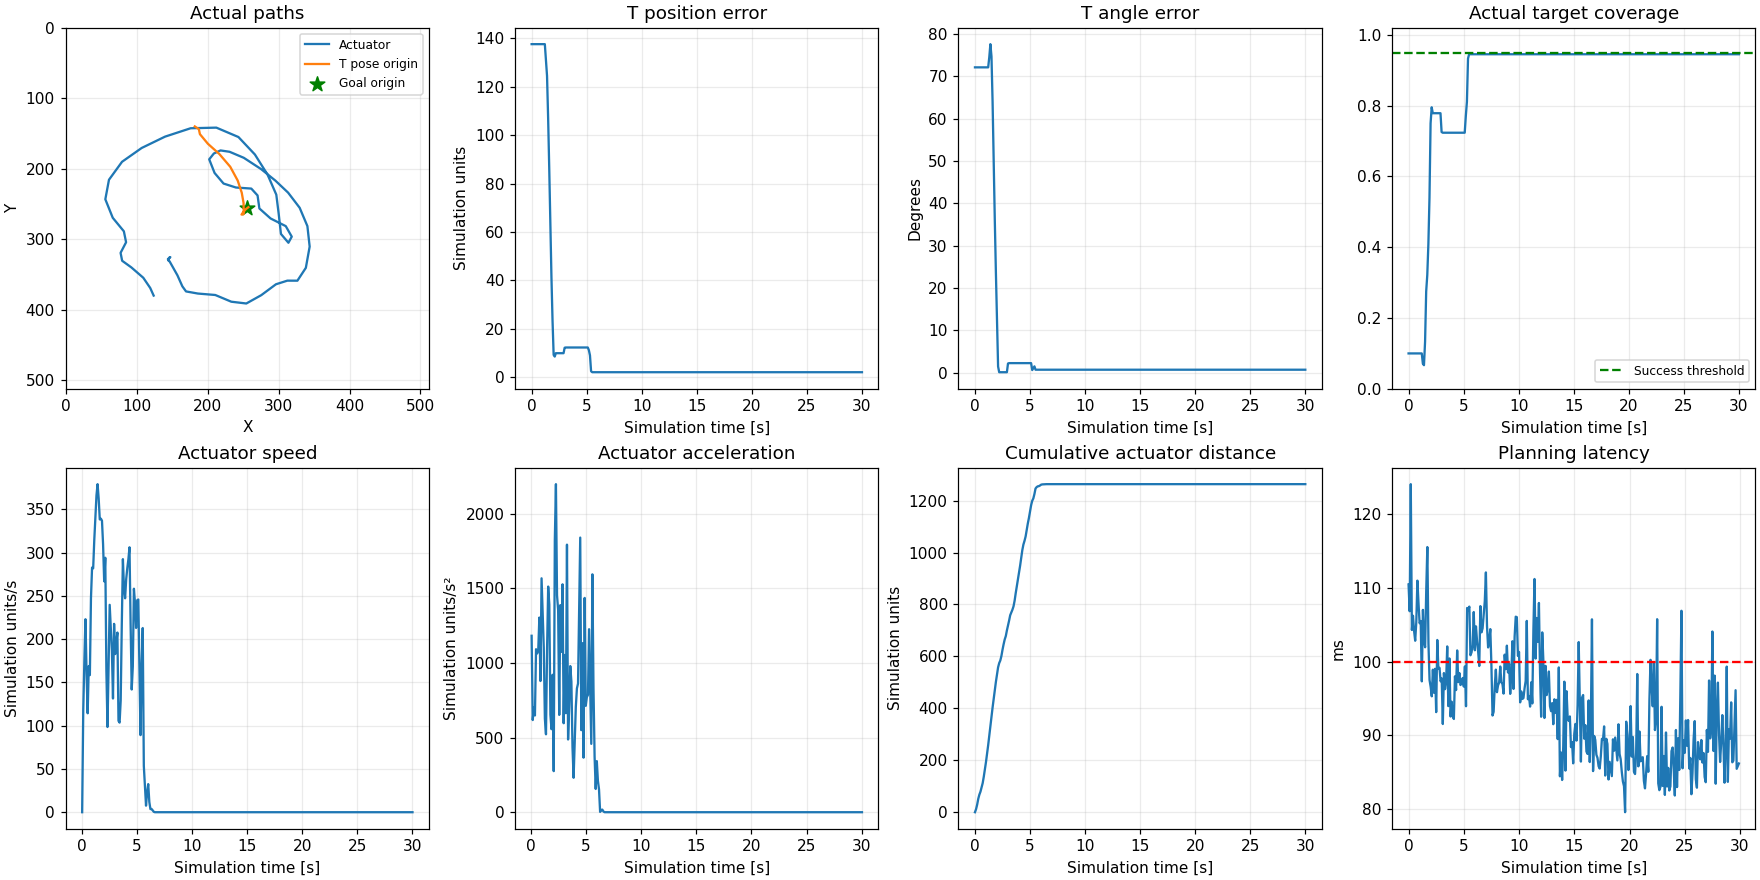 Actual paths
0
100
200
300
400
500
Y
0 100 200 300 400 500
X
Actuator
T pose origin
Goal origin
T position error
140
120
100
80
60
40
20
0
Simulation units
0 5 10 15 20 25 30
Simulation time [s]
T angle error
80
70
60
50
40
30
20
10
0
Degrees
0 5 10 15 20 25 30
Simulation time [s]
Actual target coverage
1.0
0.8
0.6
0.4
0.2
0.0
Success threshold
0 5 10 15 20 25 30
Simulation time [s]
Actuator speed
350
300
250
200
150
100
50
0
Simulation units/s
0 5 10 15 20 25 30
Simulation time [s]
Actuator acceleration
2000
1500
1000
500
0
Simulation units/s²
0 5 10 15 20 25 30
Simulation time [s]
Cumulative actuator distance
1200
1000
800
600
400
200
0
Simulation units
0 5 10 15 20 25 30
Simulation time [s]
Planning latency
120
110
100
90
80
ms
0 5 10 15 20 25 30
Simulation time [s]